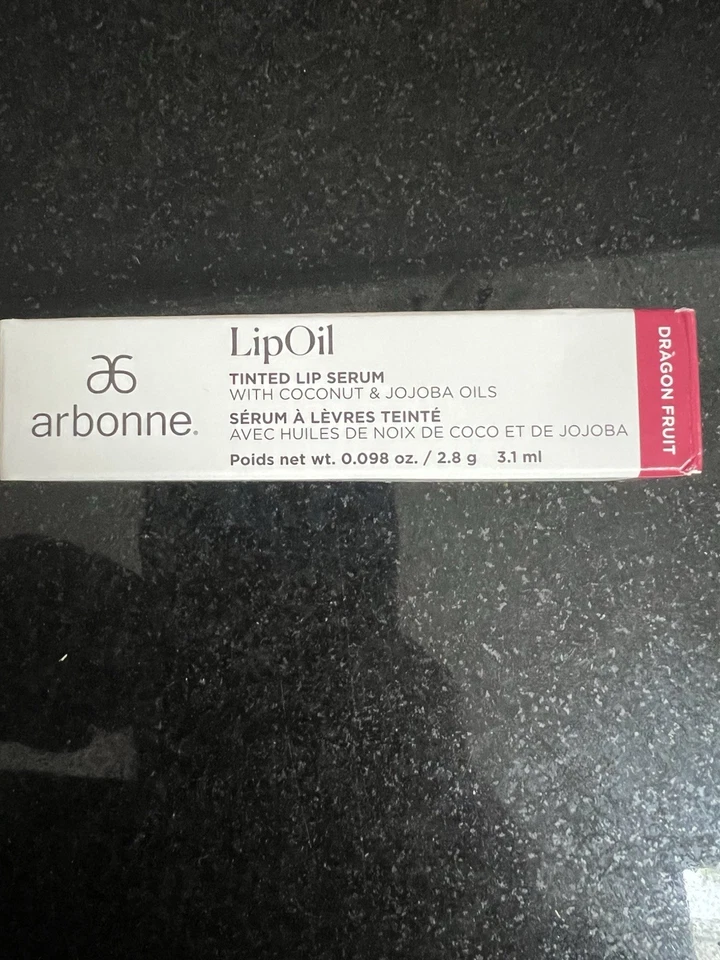 arbonne®
LipOil
TINTED LIP SERUM
WITH COCONUT & JOJOBA OILS
SÉRUM À LÈVRES TEINTÉ
AVEC HUILES DE NOIX DE COCO ET DE JOJOBA
Poids net wt. 0.098 oz. / 2.8 g 3.1 ml
DRÀGON FRUIT